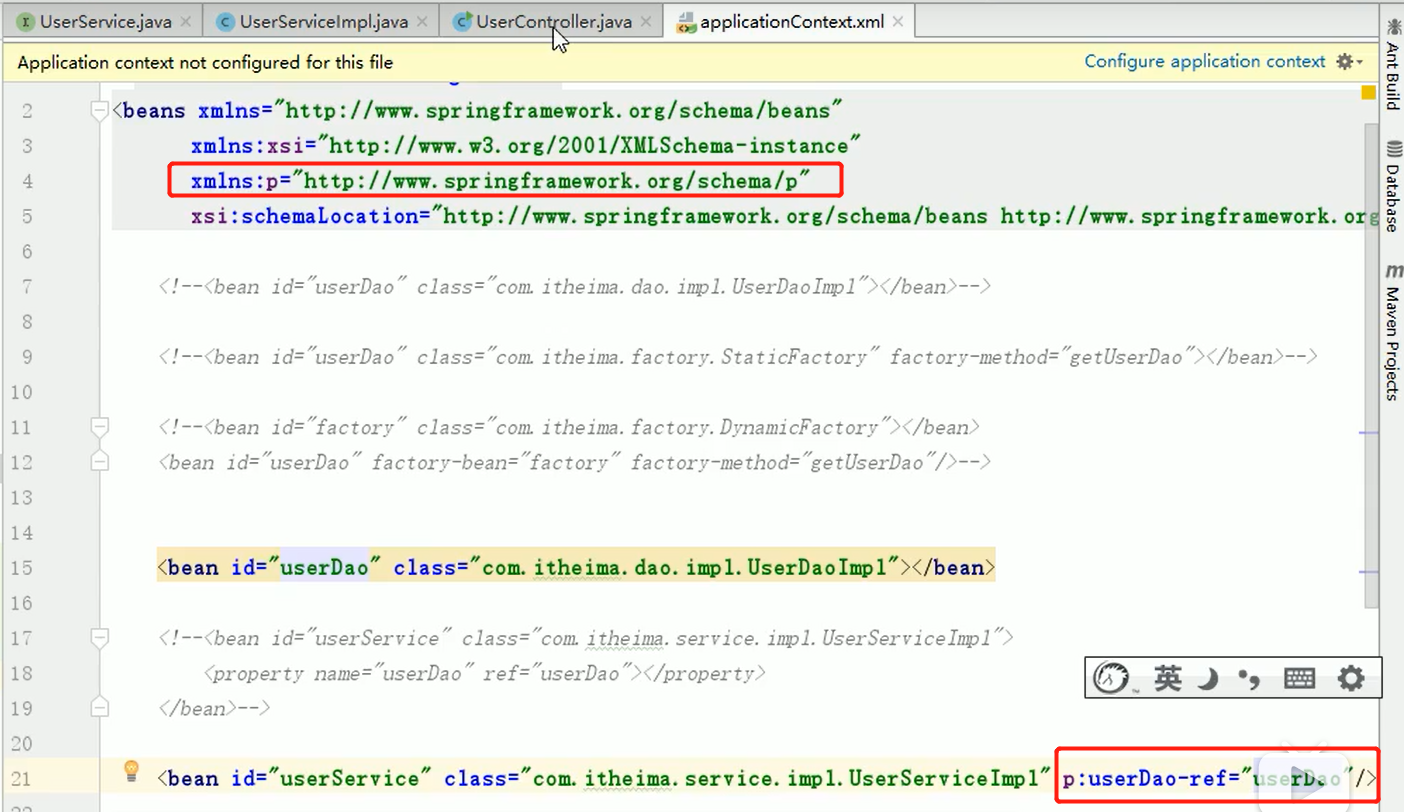 UserService.java
UserServiceImpl.java
UserController.java
applicationContext.xml
Application context not configured for this file
Configure application context
2 <beans xmlns="http://www.springframework.org/schema/beans"
3 xmlns:xsi="http://www.w3.org/2001/XMLSchema-instance"
4 xmlns:p="http://www.springframework.org/schema/p"
5 xsi:schemaLocation="http://www.springframework.org/schema/beans http://www.springframework.org
6
7 <!--<bean id="userDao" class="com.itheima.dao.impl.UserDaoImpl"></bean>-->
8
9 <!--<bean id="userDao" class="com.itheima.factory.StaticFactory" factory-method="getUserDao"></bean>-->
10
11 <!--<bean id="factory" class="com.itheima.factory.DynamicFactory"></bean>
12 <bean id="userDao" factory-bean="factory" factory-method="getUserDao"/>-->
13
14
15 <bean id="userDao" class="com.itheima.dao.impl.UserDaoImpl"></bean>
16
17 <!--<bean id="userService" class="com.itheima.service.impl.UserServiceImpl">
18 <property name="userDao" ref="userDao"></property>
19 </bean>-->
20
21 <bean id="userService" class="com.itheima.service.impl.UserServiceImpl" p:userDao-ref="userDao"/>
Ant Build
Database
Maven Projects
英